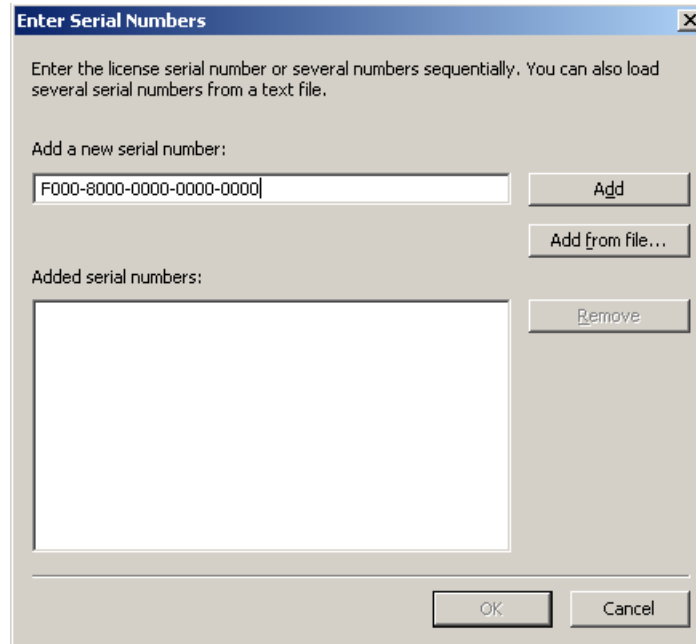 Enter Serial Numbers
Enter the license serial number or several numbers sequentially. You can also load
several serial numbers from a text file.
Add a new serial number:
F000-8000-0000-0000-0000
Add
Add from file...
Added serial numbers:
Remove
OK
Cancel